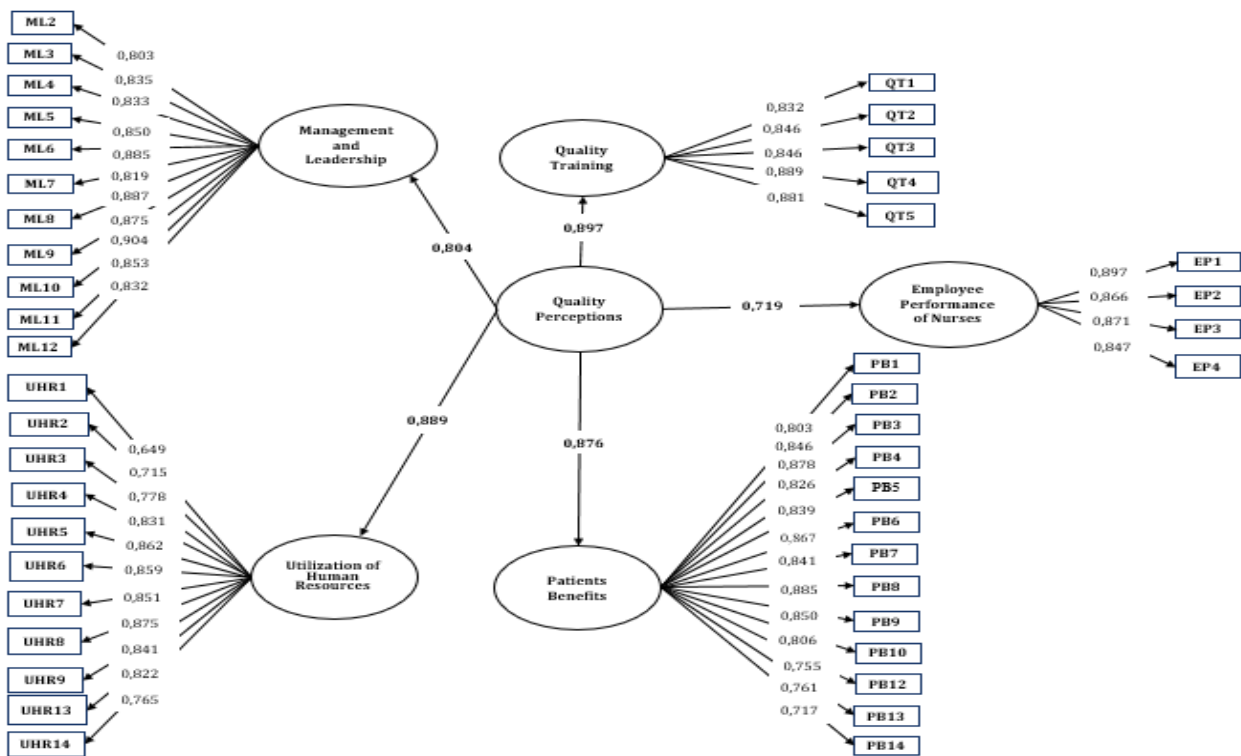 ML2
0,803
ML3
0,835
ML4
0,833
ML5
0,850
ML6
0,885
ML7
0,819
ML8
0,887
ML9
0,875
ML10
0,904
ML11
0,853
ML12
0,832
Management
and
Leadership
0,804
Quality
Training
0,897
QT1
0,832
QT2
0,846
QT3
0,846
QT4
0,889
QT5
0,881
Quality
Perceptions
0,719
Employee
Performance
of Nurses
EP1
0,897
EP2
0,866
EP3
0,871
EP4
0,847
UHR1
0,649
UHR2
0,715
UHR3
0,778
UHR4
0,831
UHR5
0,862
UHR6
0,859
UHR7
0,851
UHR8
0,875
UHR9
0,841
UHR13
0,822
UHR14
0,765
Utilization of
Human
Resources
0,889
0,876
Patients
Benefits
PB1
0,803
PB2
0,846
PB3
0,878
PB4
0,826
PB5
0,839
PB6
0,867
PB7
0,841
PB8
0,885
PB9
0,850
PB10
0,806
PB12
0,755
PB13
0,761
PB14
0,717